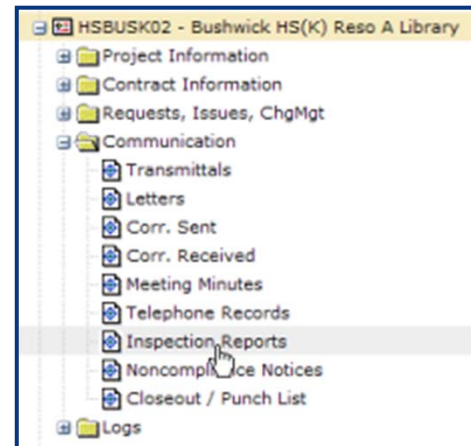 HSBUSK02 - Bushwick HS(K) Reso A Library
Project Information
Contract Information
Requests, Issues, ChgMgt
Communication
Transmittals
Letters
Corr. Sent
Corr. Received
Meeting Minutes
Telephone Records
Inspection Reports
Noncompliance Notices
Closeout / Punch List
Logs